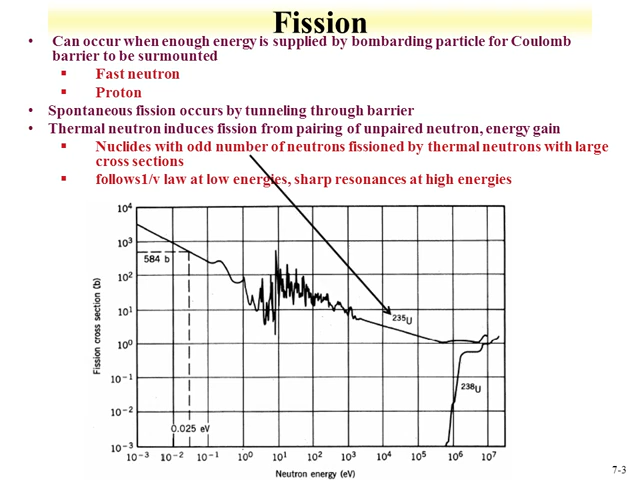 Fission
• Can occur when enough energy is supplied by bombarding particle for Coulomb
barrier to be surmounted
▪ Fast neutron
▪ Proton
• Spontaneous fission occurs by tunneling through barrier
• Thermal neutron induces fission from pairing of unpaired neutron, energy gain
▪ Nuclides with odd number of neutrons fissioned by thermal neutrons with large
cross sections
▪ follows1/v law at low energies, sharp resonances at high energies
10⁴
10³
584 b
10²
10¹
235U
10⁰
10⁻¹
238U
10⁻²
0.025 eV
10⁻³
Fission cross section (b)
10⁻³ 10⁻² 10⁻¹ 10⁰ 10¹ 10² 10³ 10⁴ 10⁵ 10⁶ 10⁷
Neutron energy (eV)
7-3